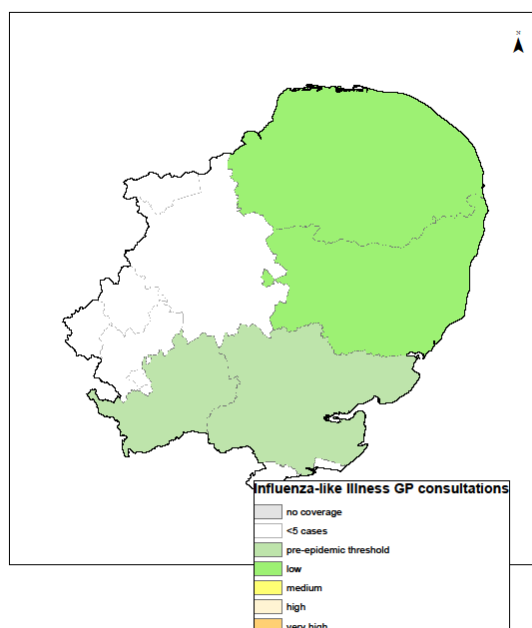 N
Influenza-like Illness GP consultations
no coverage
<5 cases
pre-epidemic threshold
low
medium
high
very high